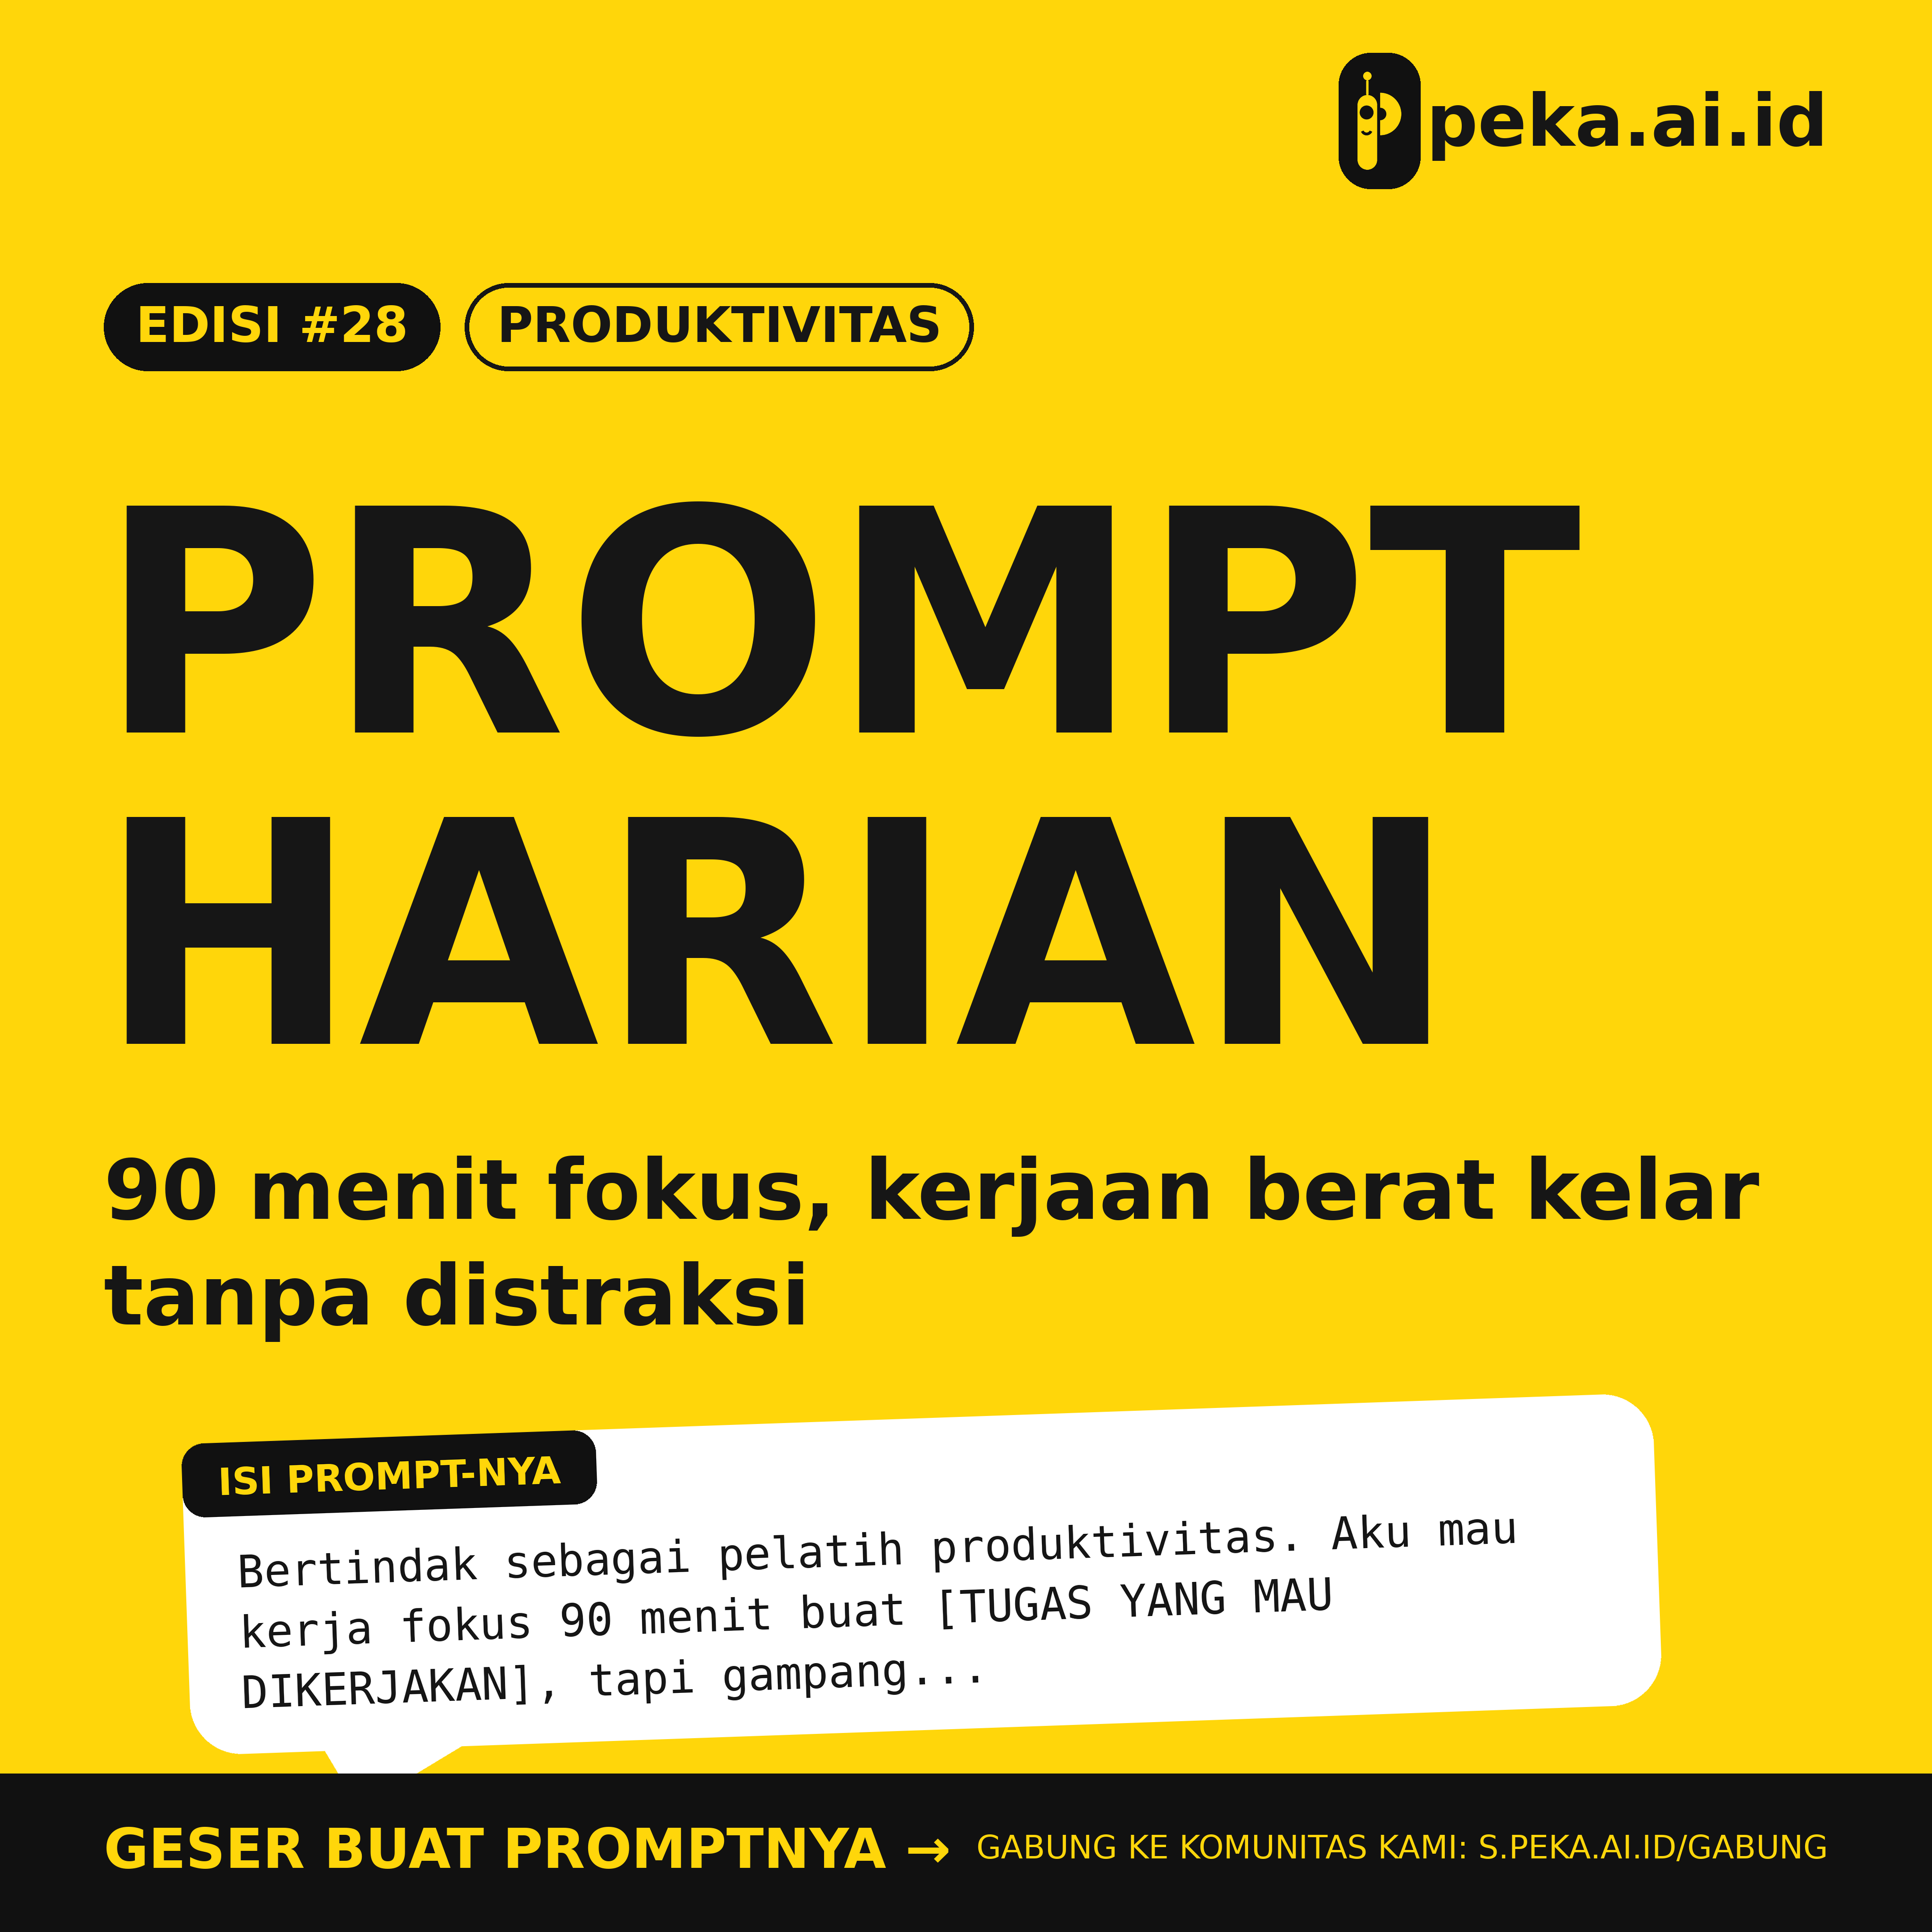 peka.ai.id
EDISI #28
PRODUKTIVITAS
PROMPT
HARIAN
90 menit fokus, kerjaan berat kelar
tanpa distraksi
ISI PROMPT-NYA
Bertindak sebagai pelatih produktivitas. Aku mau
kerja fokus 90 menit buat [TUGAS YANG MAU
DIKERJAKAN], tapi gampang...
GESER BUAT PROMPTNYA →
GABUNG KE KOMUNITAS KAMI: S.PEKA.AI.ID/GABUNG